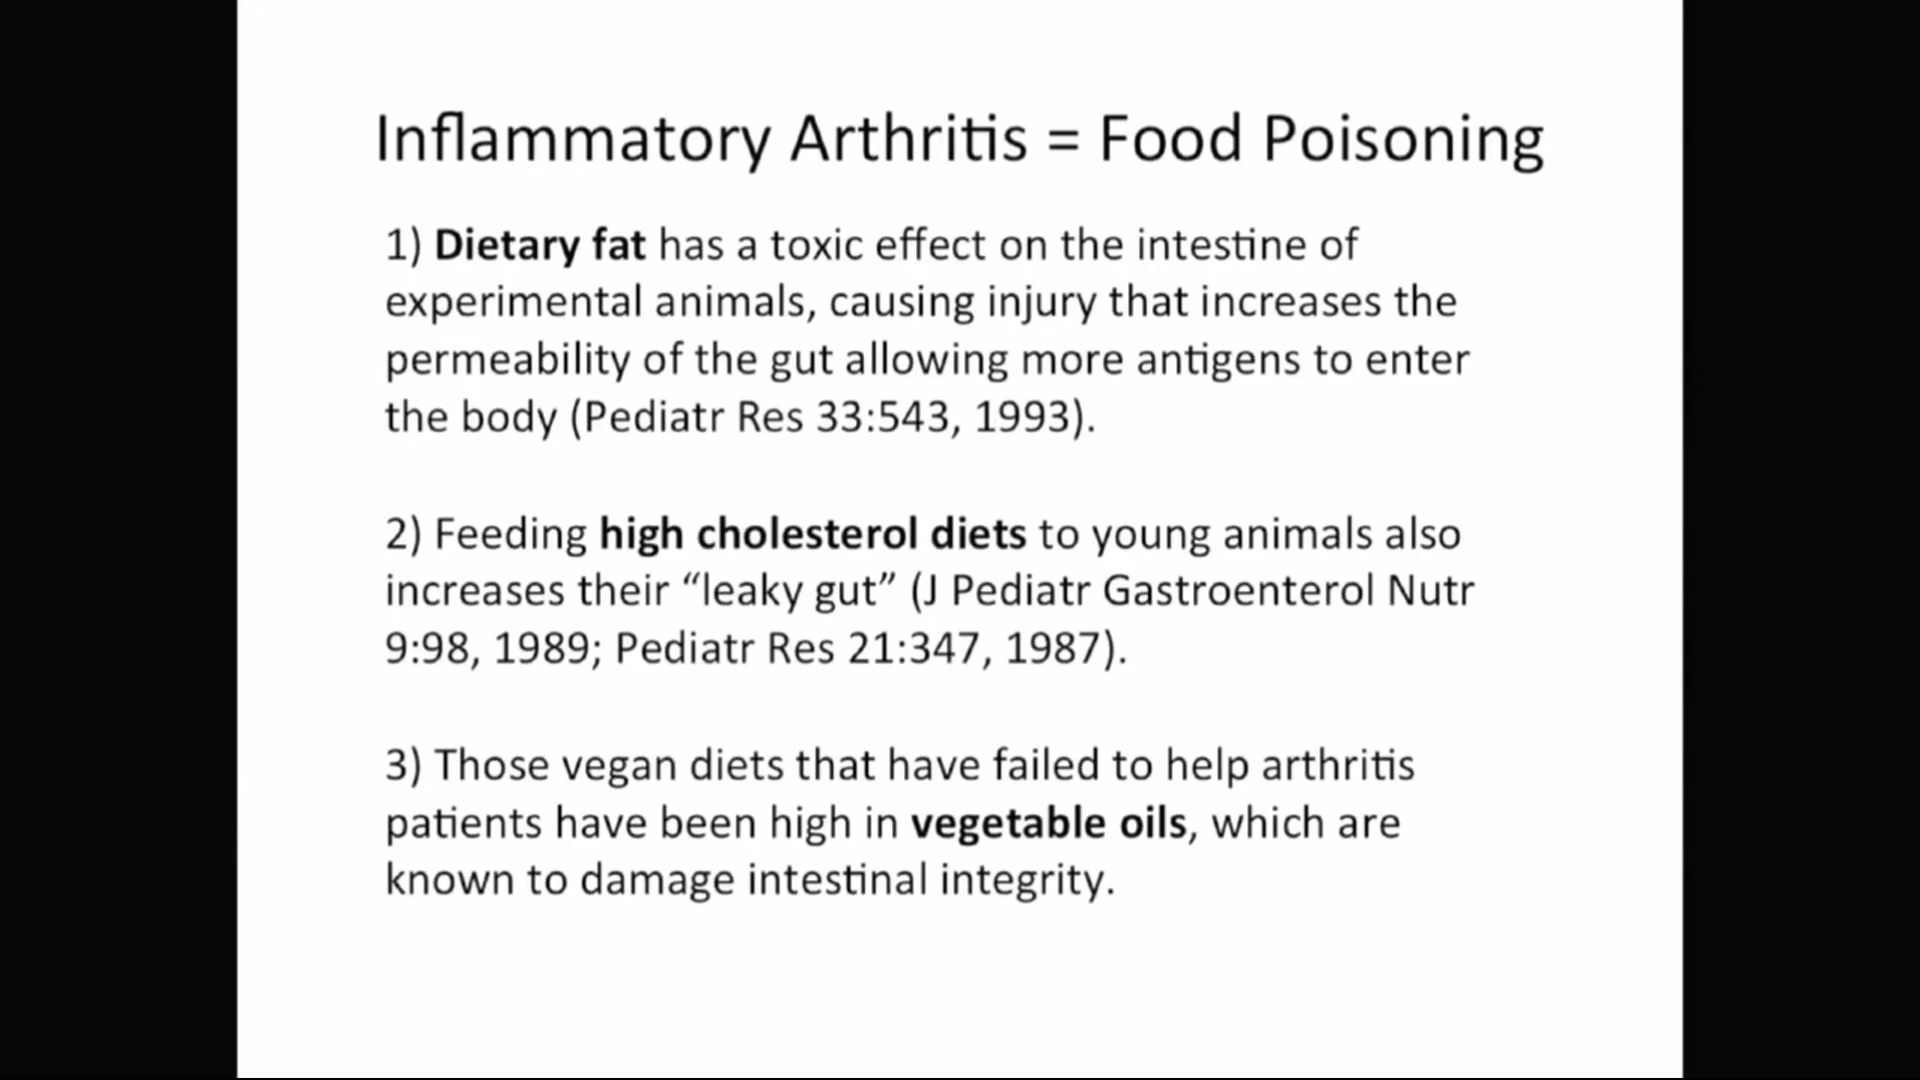 Inflammatory Arthritis = Food Poisoning
1) Dietary fat has a toxic effect on the intestine of
experimental animals, causing injury that increases the
permeability of the gut allowing more antigens to enter
the body (Pediatr Res 33:543, 1993).
2) Feeding high cholesterol diets to young animals also
increases their “leaky gut” (J Pediatr Gastroenterol Nutr
9:98, 1989; Pediatr Res 21:347, 1987).
3) Those vegan diets that have failed to help arthritis
patients have been high in vegetable oils, which are
known to damage intestinal integrity.